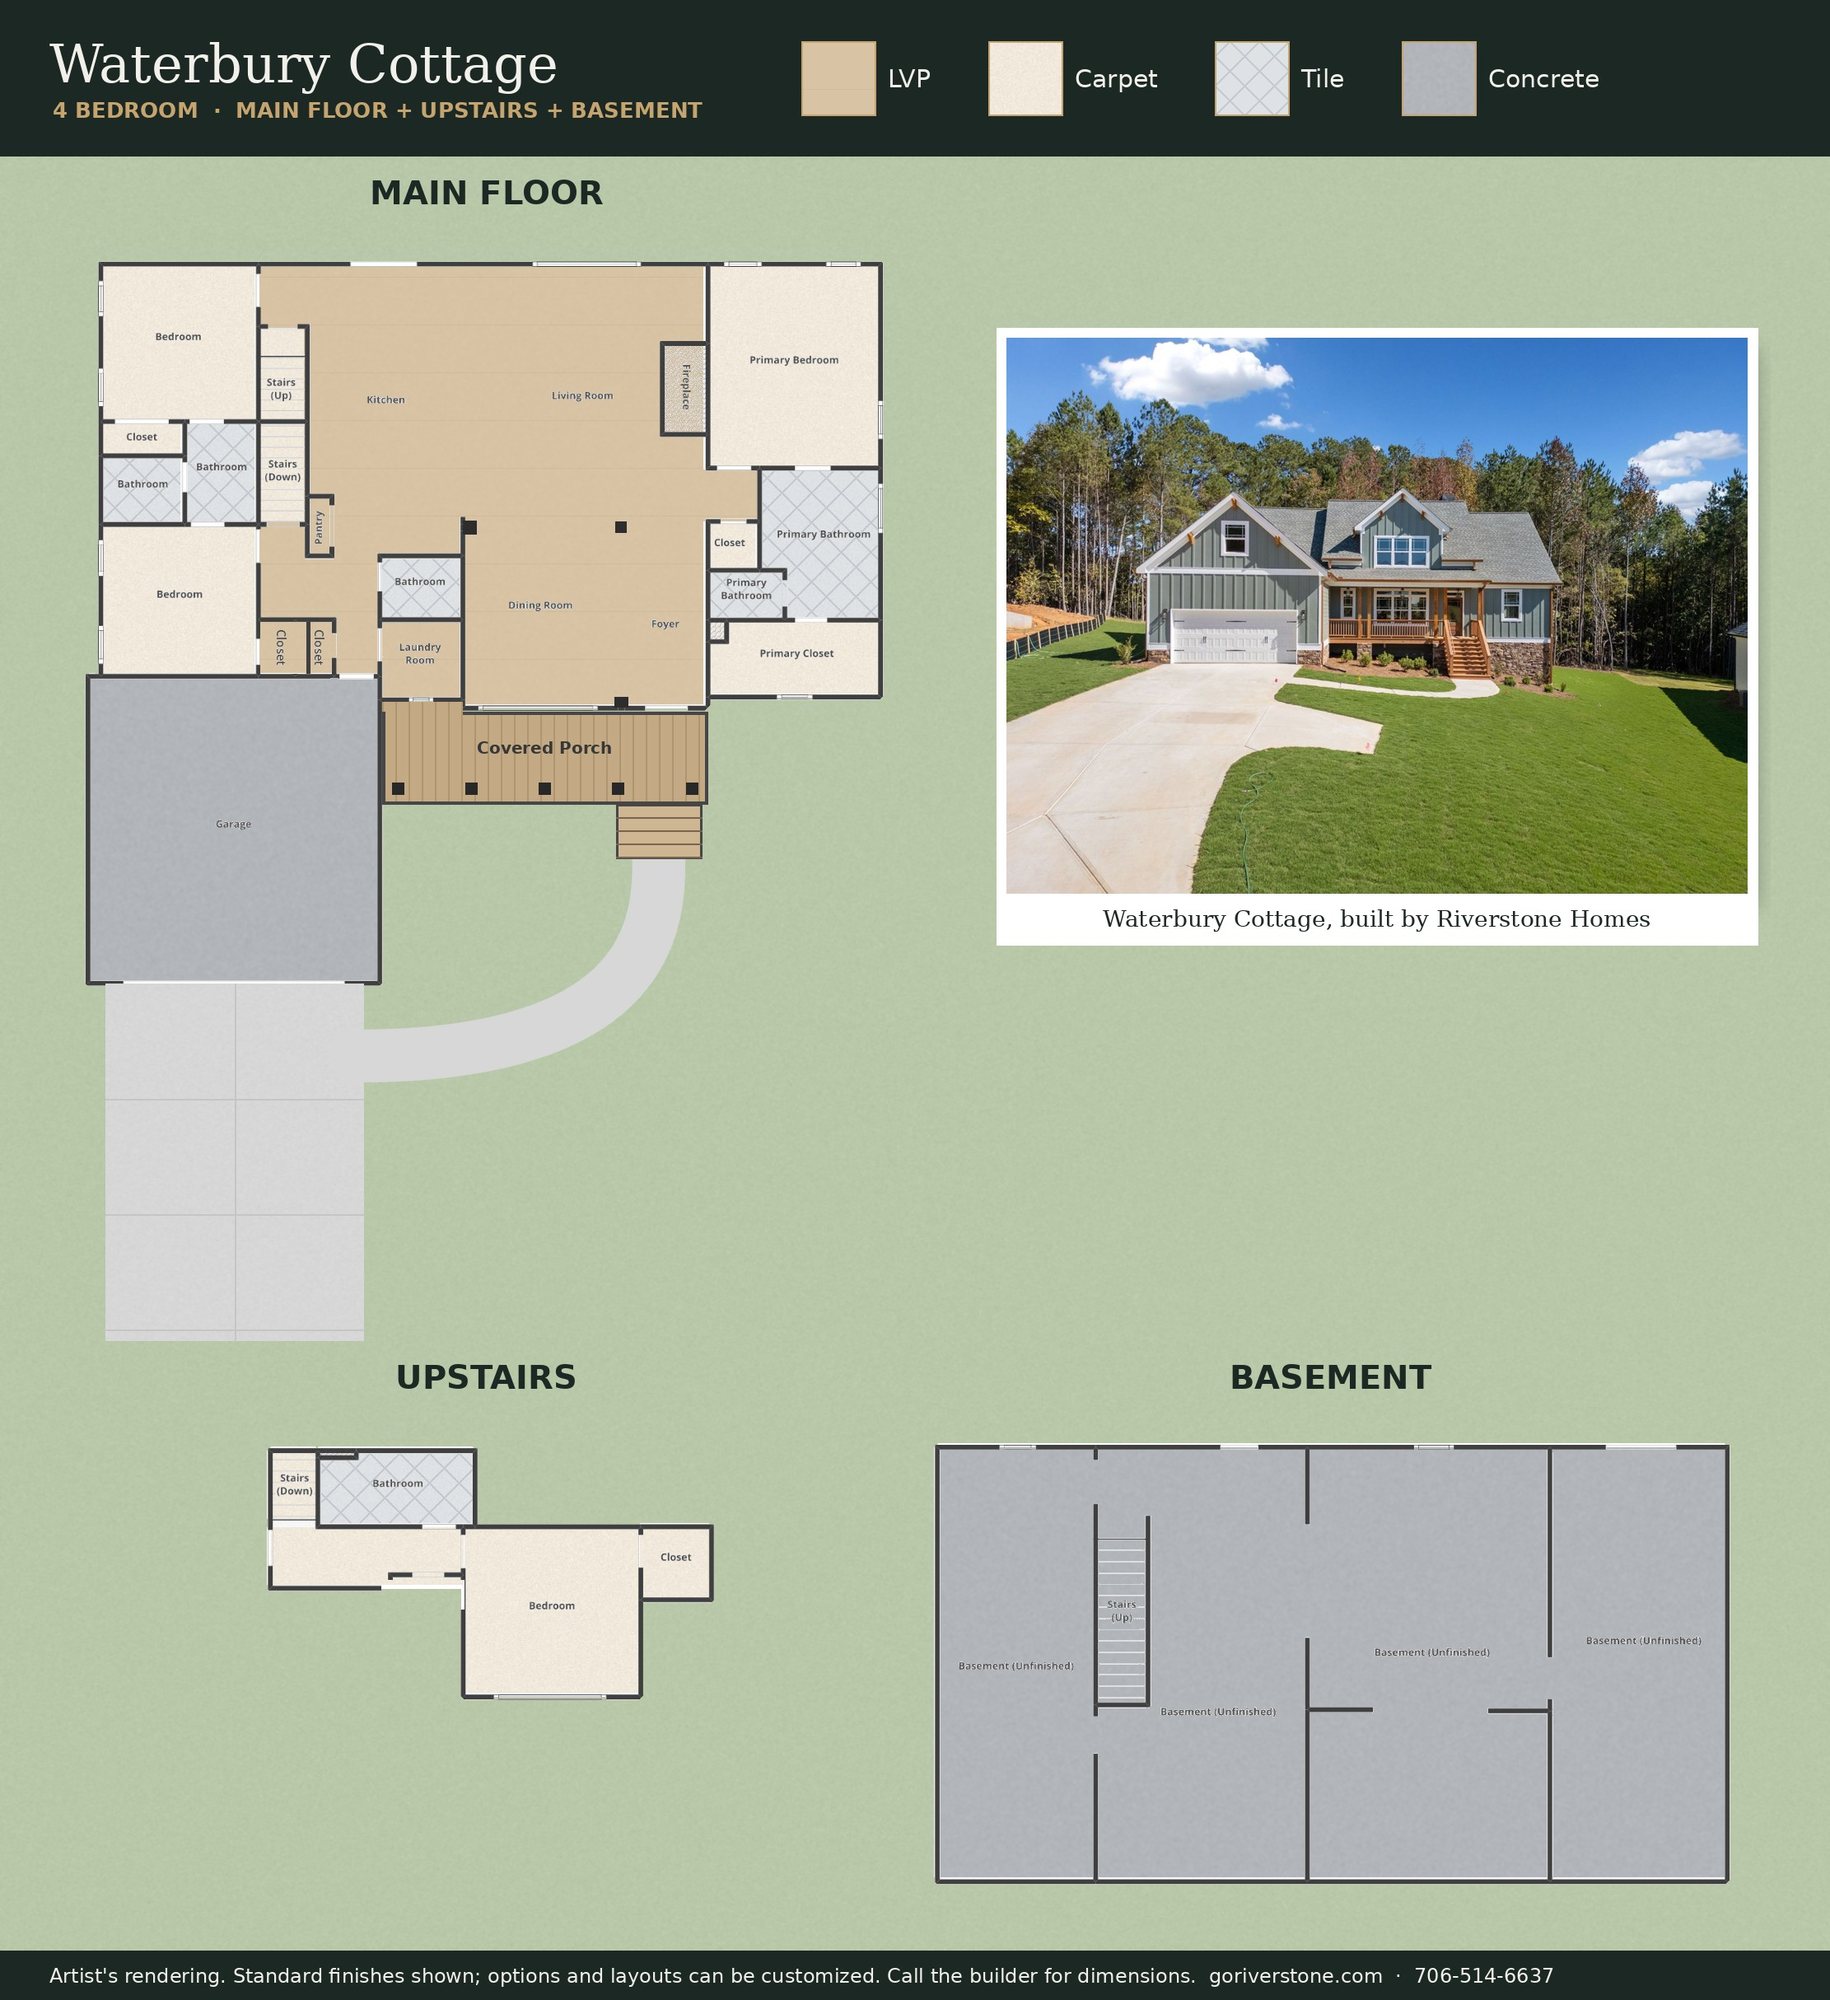 Waterbury Cottage
4 BEDROOM · MAIN FLOOR + UPSTAIRS + BASEMENT
LVP
Carpet
Tile
Concrete
MAIN FLOOR
Bedroom
Stairs
(Up)
Kitchen
Living Room
Fireplace
Primary Bedroom
Closet
Bathroom
Bathroom
Stairs
(Down)
Pantry
Closet
Primary Bathroom
Bedroom
Bathroom
Dining Room
Foyer
Primary
Bathroom
Closet
Closet
Laundry
Room
Primary Closet
Covered Porch
Garage
Waterbury Cottage, built by Riverstone Homes
UPSTAIRS
Stairs
(Down)
Bathroom
Closet
Bedroom
BASEMENT
Stairs
(Up)
Basement (Unfinished)
Basement (Unfinished)
Basement (Unfinished)
Basement (Unfinished)
Artist's rendering. Standard finishes shown; options and layouts can be customized. Call the builder for dimensions. goriverstone.com · 706-514-6637